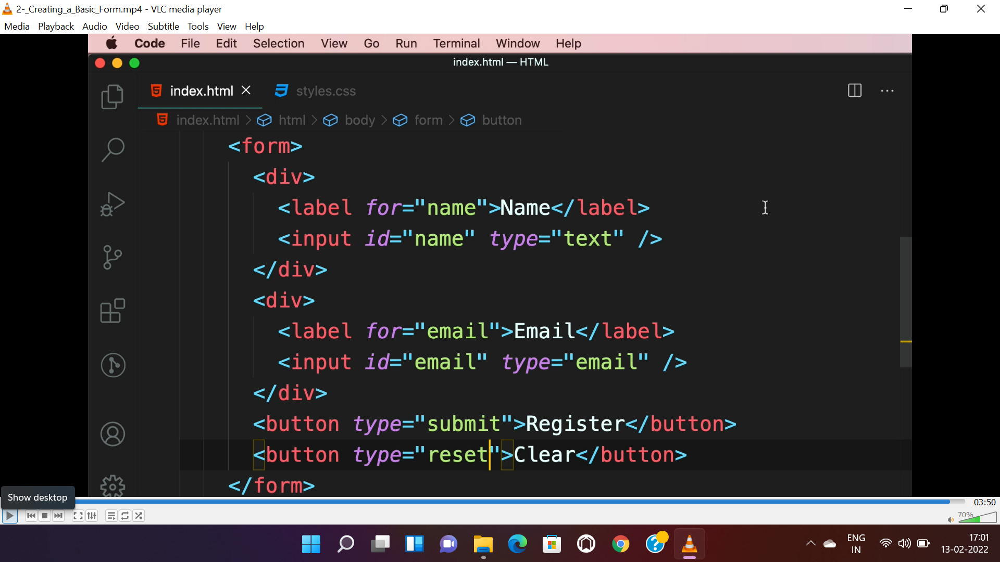 2-_Creating_a_Basic_Form.mp4 - VLC media player
Media Playback Audio Video Subtitle Tools View Help
Code File Edit Selection View Go Run Terminal Window Help
index.html — HTML
index.html styles.css
index.html > html > body > form > button
<form>
<div>
<label for="name">Name</label>
<input id="name" type="text" />
</div>
<div>
<label for="email">Email</label>
<input id="email" type="email" />
</div>
<button type="submit">Register</button>
<button type="reset">Clear</button>
</form>
Show desktop
03:50
70%
ENG
IN
17:01
13-02-2022